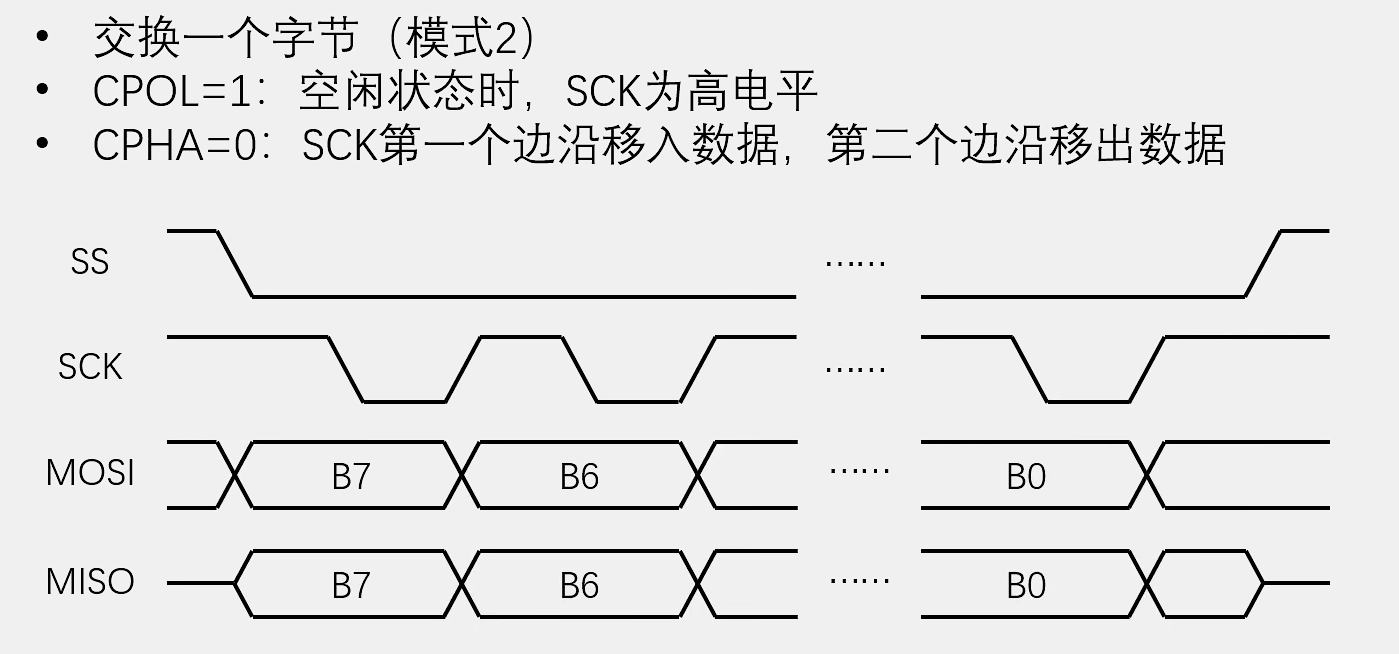 • 交换一个字节（模式2）
• CPOL=1：空闲状态时，SCK为高电平
• CPHA=0：SCK第一个边沿移入数据，第二个边沿移出数据
SS ……
SCK ……
MOSI B7 B6 …… B0
MISO B7 B6 …… B0